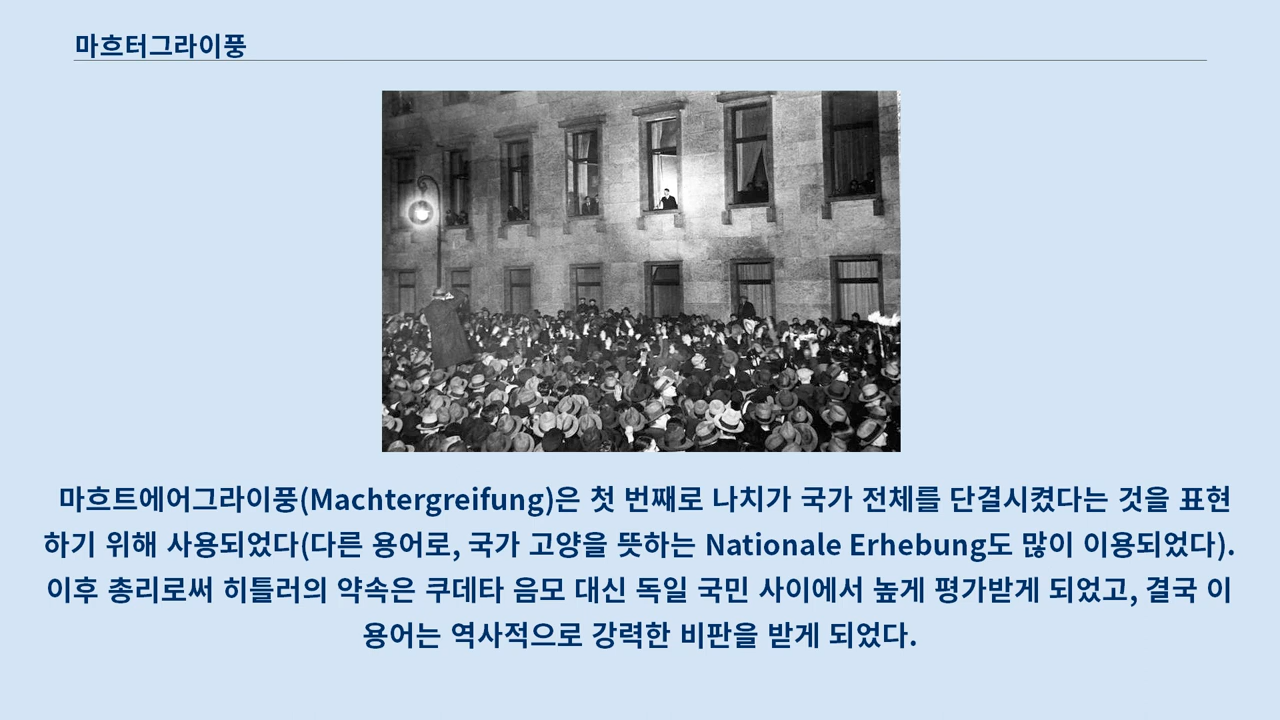 마흐터그라이풍
마흐트에어그라이풍(Machtergreifung)은 첫 번째로 나치가 국가 전체를 단결시켰다는 것을 표현
하기 위해 사용되었다(다른 용어로, 국가 고양을 뜻하는 Nationale Erhebung도 많이 이용되었다).
이후 총리로써 히틀러의 약속은 쿠데타 음모 대신 독일 국민 사이에서 높게 평가받게 되었고, 결국 이
용어는 역사적으로 강력한 비판을 받게 되었다.